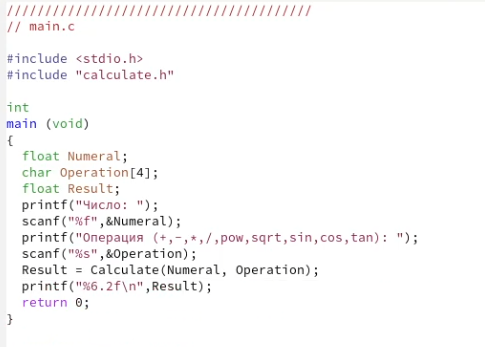 ////////////////////////////////////////
// main.c
#include <stdio.h>
#include "calculate.h"
int
main (void)
{
  float Numeral;
  char Operation[4];
  float Result;
  printf("Число: ");
  scanf("%f",&Numeral);
  printf("Операция (+,-,*,/,pow,sqrt,sin,cos,tan): ");
  scanf("%s",&Operation);
  Result = Calculate(Numeral, Operation);
  printf("%6.2f\n",Result);
  return 0;
}